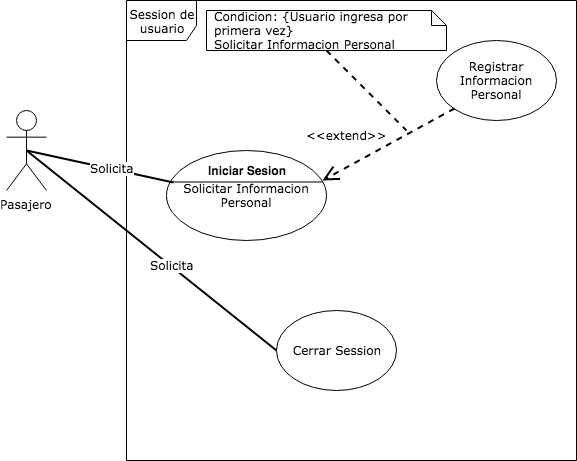 Session de
usuario
Condicion: {Usuario ingresa por
primera vez}
Solicitar Informacion Personal
Registrar
Informacion
Personal
<<extend>>
Solicita
Iniciar Sesion
Solicitar Informacion
Personal
Pasajero
Solicita
Cerrar Session